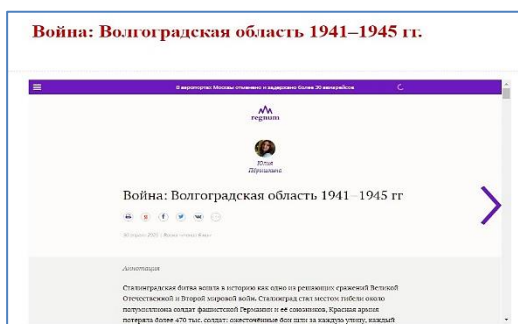 Война: Волгоградская область 1941–1945 гг.
В аэропортах Москвы отменено и задержано более 30 авиарейсов
regnum
Юлия
Война: Волгоградская область 1941—1945 гг
Аннотация
Сталинградская битва вошла в историю как одно из решающих сражений Великой
Отечественной и Второй мировой войн. Сталинград стал местом гибели около
полумиллиона солдат фашистской Германии и её союзников, Красная армия
потеряла более 470 тыс. солдат: ожесточённые бои шли за каждую улицу, каждый